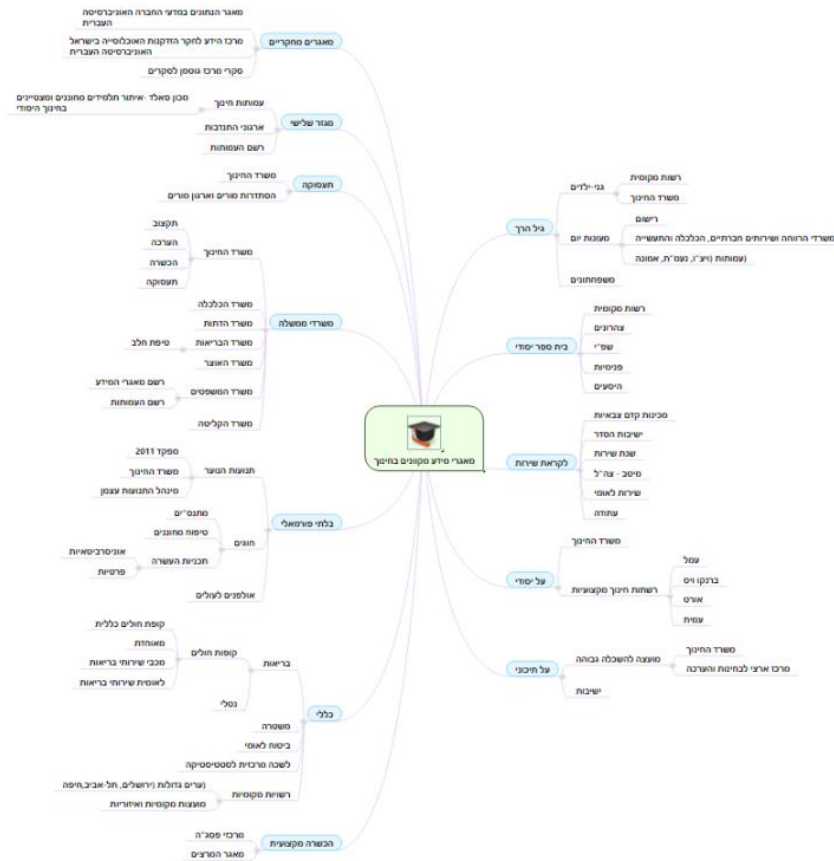 מאגרי מידע מקוונים בחינוך
גיל הרך
גני-ילדים
רשות מקומית
משרד החינוך
מעונות יום
רישום
משרדי הרווחה ושירותים חברתיים, הכלכלה והתעשייה
(עמותות (ויצ"ו, נעמ"ת, אמונה
משפחתונים
בית ספר יסודי
רשות מקומית
צהרונים
שפ"י
פנימיות
היסעים
לקראת שירות
מכינות קדם צבאיות
ישיבות הסדר
שנת שירות
מיטב - צה"ל
שירות לאומי
עתודה
על יסודי
משרד החינוך
רשתות חינוך מקצועיות
עמל
ברנקו ויס
אורט
עמית
על תיכוני
מועצה להשכלה גבוהה
משרד החינוך
מרכז ארצי לבחינות והערכה
ישיבות
מאגרים מחקריים
מאגר הנתונים במדעי החברה האוניברסיטה
העברית
מרכז הידע לחקר הזדקנות האוכלוסייה בישראל
האוניברסיטה העברית
סקרי מרכז גוטמן לסקרים
מגזר שלישי
עמותות חינוך
מכון סאלד -איתור תלמידים מחוננים ומצטיינים
בחינוך היסודי
ארגוני התנדבות
רשם העמותות
תעסוקה
משרד החינוך
הסתדרות מורים וארגון מורים
משרדי ממשלה
משרד החינוך
תקצוב
הערכה
הכשרה
תעסוקה
משרד הכלכלה
משרד הדתות
משרד הבריאות
טיפת חלב
משרד האוצר
משרד המשפטים
רשם מאגרי המידע
רשם העמותות
משרד הקליטה
בלתי פורמאלי
תנועות הנוער
מפקד 2011
משרד החינוך
מינהל התנועות עצמן
חוגים
מתנס"ים
טיפוח מחוננים
תכניות העשרה
אוניסרביטאיות
פרטיות
אולפנים לעולים
כללי
בריאות
קופות חולים
קופת חולים כללית
מאוחדת
מכבי שירותי בריאות
לאומית שירותי בריאות
נטלי
משטרה
ביטוח לאומי
לשכה מרכזית לסטטיסטיקה
רשויות מקומיות
(ערים גדולות (ירושלים, תל-אביב,חיפה
מועצות מקומיות ואיזוריות
הכשרה מקצועית
מרכזי פסג"ה
מאגר המרצים